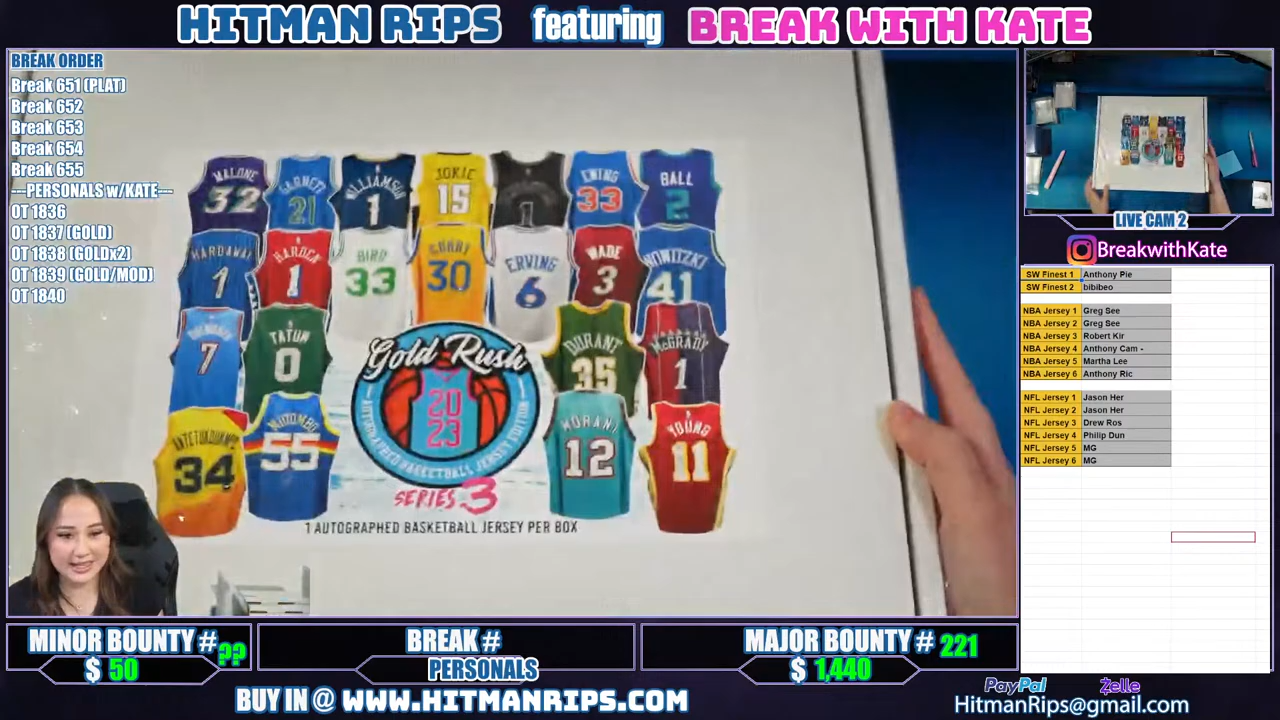 HITMAN RIPS featuring BREAK WITH KATE
BREAK ORDER
Break 651 (PLAT)
Break 652
Break 653
Break 654
Break 655
---PERSONALS w/KATE---
OT 1836
OT 1837 (GOLD)
OT 1838 (GOLDx2)
OT 1839 (GOLD/MOD)
OT 1840
MALONE
32
GARNETT
21
WILLIAMSON
1
JOKIC
15
1
EWING
33
BALL
2
HARDAWAY
1
HARDEN
1
BIRD
33
CURRY
30
ERVING
6
WADE
3
NOWITZKI
41
7
TATUM
0
DURANT
35
McGRADY
1
ANTETOKOUNMPO
34
MUTOMBO
55
MORANT
12
YOUNG
11
Gold Rush
2023
AUTOGRAPHED BASKETBALL JERSEY EDITION
SERIES 3
1 AUTOGRAPHED BASKETBALL JERSEY PER BOX
LIVE CAM 2
BreakwithKate
SW Finest 1 Anthony Pie
SW Finest 2 bibibeo
NBA Jersey 1 Greg See
NBA Jersey 2 Greg See
NBA Jersey 3 Robert Kir
NBA Jersey 4 Anthony Cam -
NBA Jersey 5 Martha Lee
NBA Jersey 6 Anthony Ric
NFL Jersey 1 Jason Her
NFL Jersey 2 Jason Her
NFL Jersey 3 Drew Ros
NFL Jersey 4 Philip Dun
NFL Jersey 5 MG
NFL Jersey 6 MG
MINOR BOUNTY # ??
$ 50
BREAK #
PERSONALS
MAJOR BOUNTY # 221
$ 1,440
BUY IN @ WWW.HITMANRIPS.COM
PayPal Zelle
HitmanRips@gmail.com